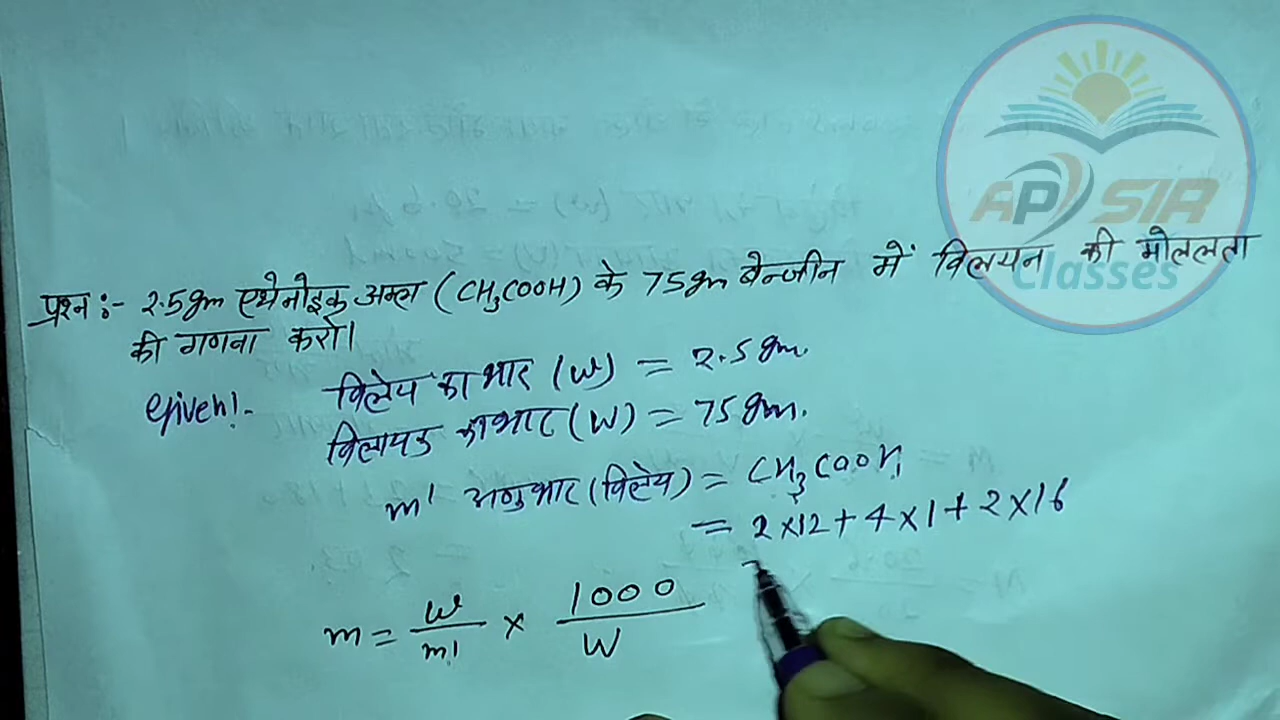 AP SIR
Classes
प्रश्न :- 2.5gm एथेनोइक अम्ल (CH3COOH) के 75gm बेन्जीन में विलयन की मोललता
की गणना करो।
Given!- विलेय का भार (w) = 2.5 gm.
विलायक का भार (W) = 75 gm.
m' अणुभार (विलेय) = CH3COOH
= 2×12+4×1+2×16
m = w/m' × 1000/W